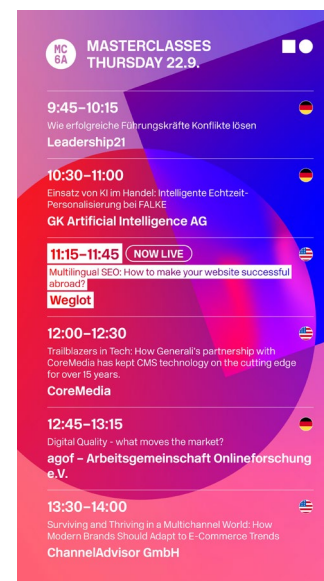 MC
6A
MASTERCLASSES
THURSDAY 22.9.
9:45–10:15
Wie erfolgreiche Führungskräfte Konflikte lösen
Leadership21
10:30–11:00
Einsatz von KI im Handel: Intelligente Echtzeit-
Personalisierung bei FALKE
GK Artificial Intelligence AG
11:15–11:45 NOW LIVE
Multilingual SEO: How to make your website successful
abroad?
Weglot
12:00–12:30
Trailblazers in Tech: How Generali's partnership with
CoreMedia has kept CMS technology on the cutting edge
for over 15 years.
CoreMedia
12:45–13:15
Digital Quality - what moves the market?
agof – Arbeitsgemeinschaft Onlineforschung
e.V.
13:30–14:00
Surviving and Thriving in a Multichannel World: How
Modern Brands Should Adapt to E-Commerce Trends
ChannelAdvisor GmbH